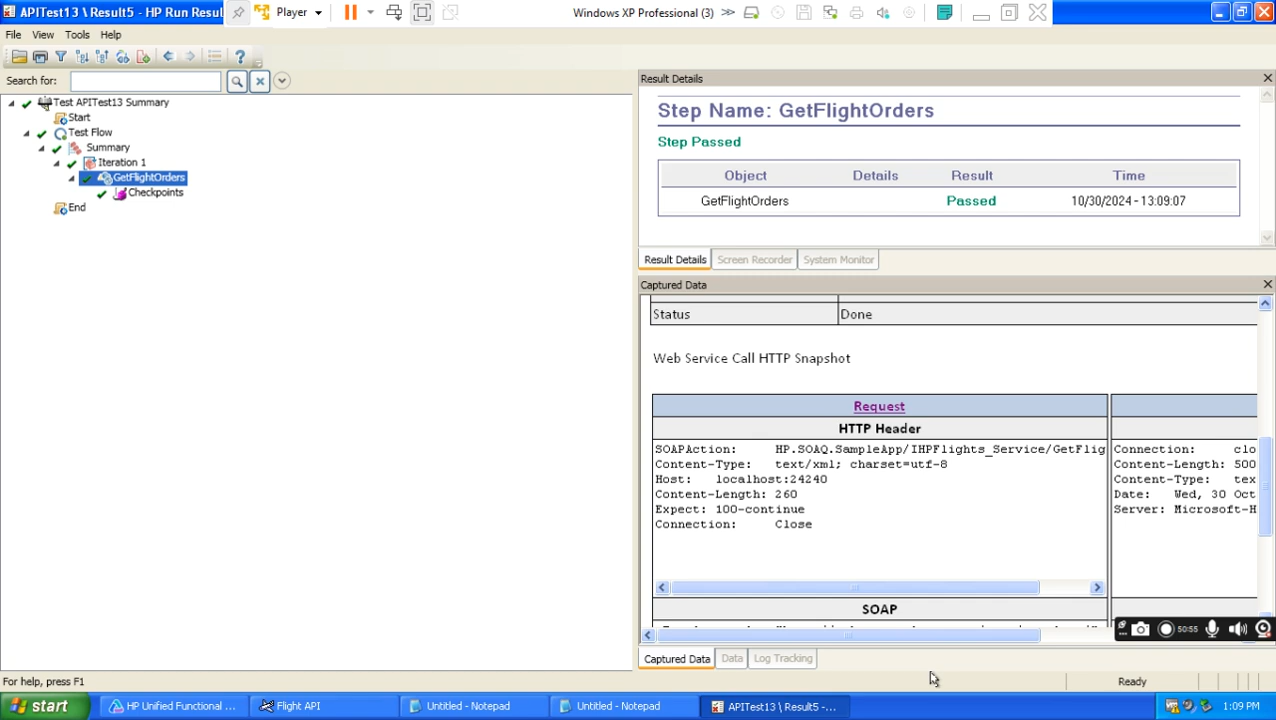 APITest13 \ Result5 - HP Run Resul
Player
Windows XP Professional (3)
File View Tools Help
Search for:
Test APITest13 Summary
Start
Test Flow
Summary
Iteration 1
GetFlightOrders
Checkpoints
End
Result Details
Step Name: GetFlightOrders
Step Passed
Object Details Result Time
GetFlightOrders Passed 10/30/2024 - 13:09:07
Result Details Screen Recorder System Monitor
Captured Data
Status Done
Web Service Call HTTP Snapshot
Request
HTTP Header
SOAPAction: HP.SOAQ.SampleApp/IHPFlights_Service/GetFlig
Content-Type: text/xml; charset=utf-8
Host: localhost:24240
Content-Length: 260
Expect: 100-continue
Connection: Close
Connection: clo
Content-Length: 500
Content-Type: tex
Date: Wed, 30 Oct
Server: Microsoft-H
SOAP
50:55
Captured Data Data Log Tracking
For help, press F1
Ready
start
HP Unified Functional ...
Flight API
Untitled - Notepad
Untitled - Notepad
APITest13 \ Result5 -...
1:09 PM